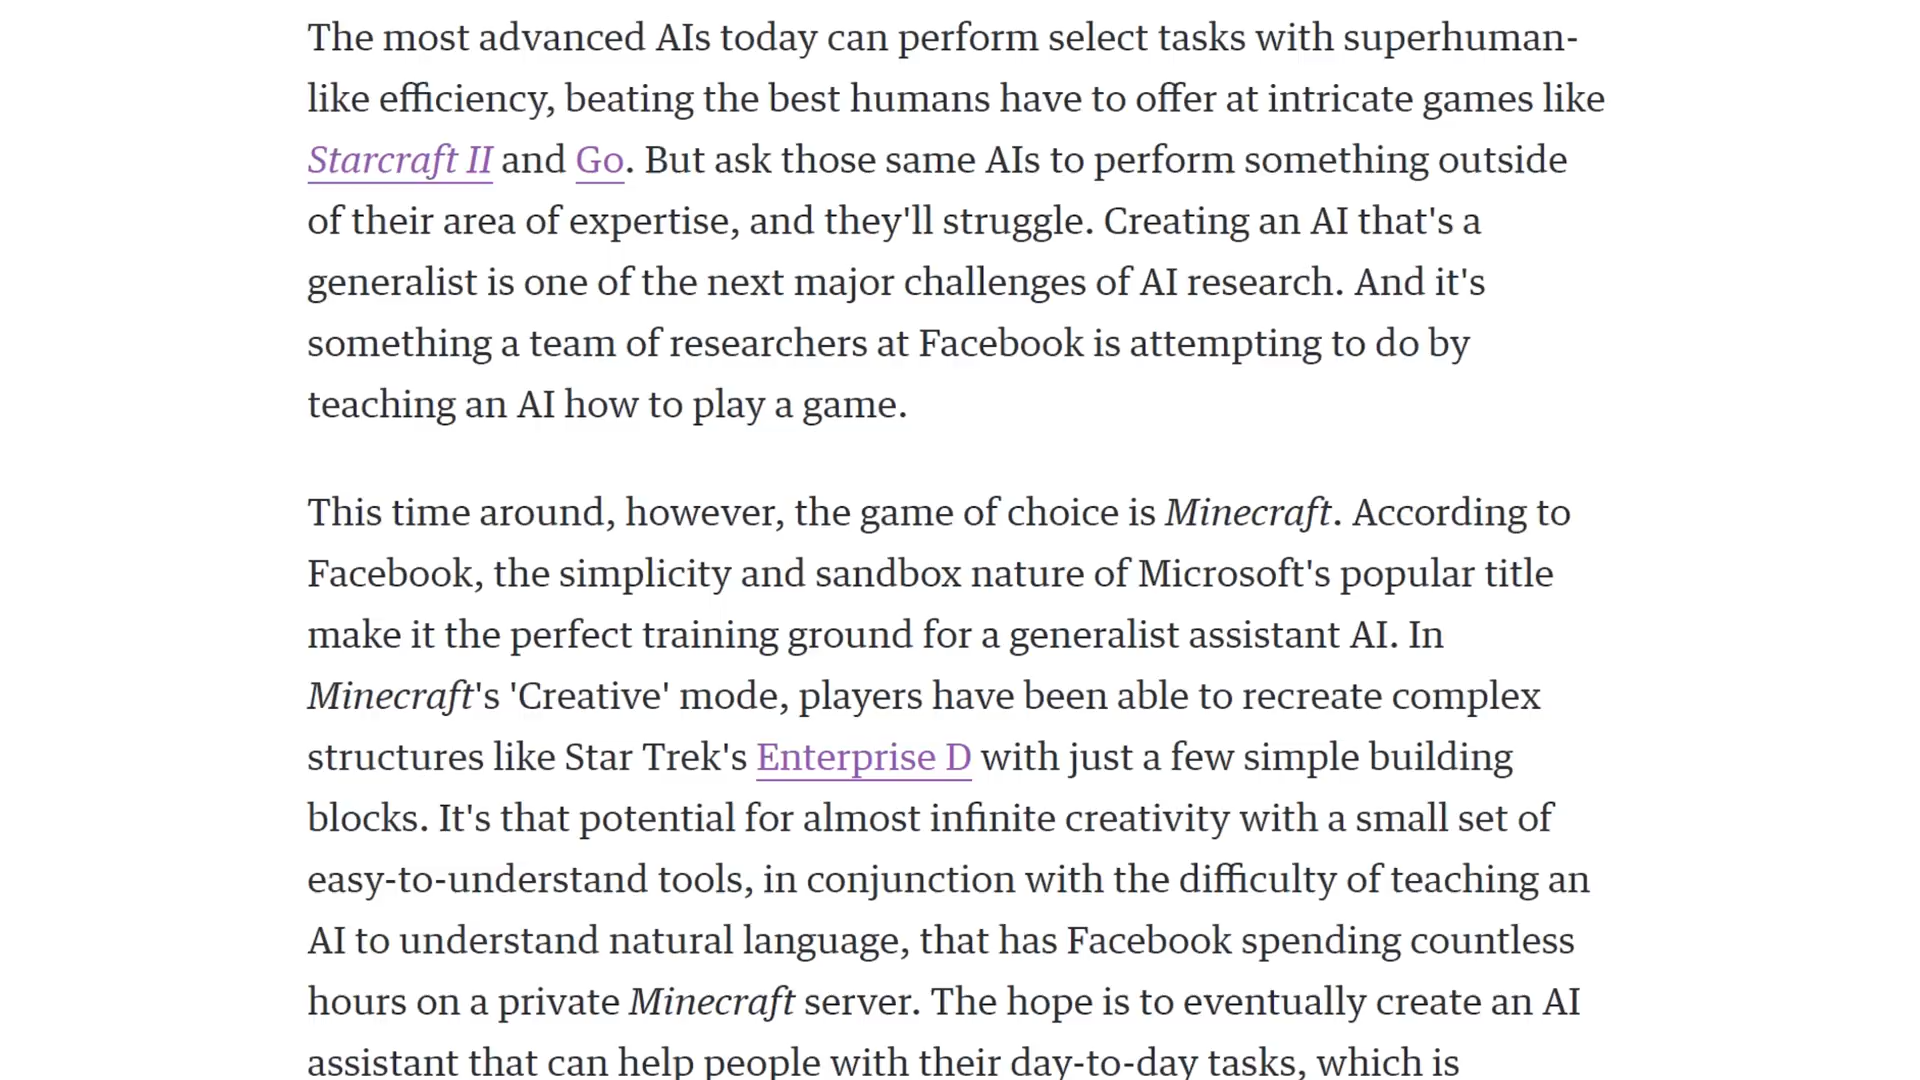 The most advanced AIs today can perform select tasks with superhuman-
like efficiency, beating the best humans have to offer at intricate games like
Starcraft II and Go. But ask those same AIs to perform something outside
of their area of expertise, and they'll struggle. Creating an AI that's a
generalist is one of the next major challenges of AI research. And it's
something a team of researchers at Facebook is attempting to do by
teaching an AI how to play a game.
This time around, however, the game of choice is Minecraft. According to
Facebook, the simplicity and sandbox nature of Microsoft's popular title
make it the perfect training ground for a generalist assistant AI. In
Minecraft's 'Creative' mode, players have been able to recreate complex
structures like Star Trek's Enterprise D with just a few simple building
blocks. It's that potential for almost infinite creativity with a small set of
easy-to-understand tools, in conjunction with the difficulty of teaching an
AI to understand natural language, that has Facebook spending countless
hours on a private Minecraft server. The hope is to eventually create an AI
assistant that can help people with their day-to-day tasks, which is